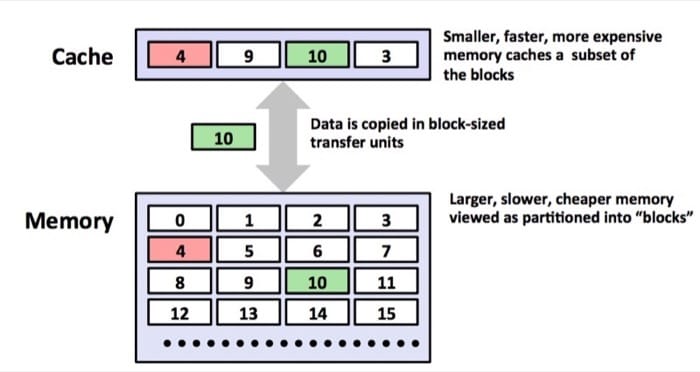 Cache
4 9 10 3
Smaller, faster, more expensive
memory caches a subset of
the blocks
10
Data is copied in block-sized
transfer units
Memory
0 1 2 3
4 5 6 7
8 9 10 11
12 13 14 15
Larger, slower, cheaper memory
viewed as partitioned into “blocks”